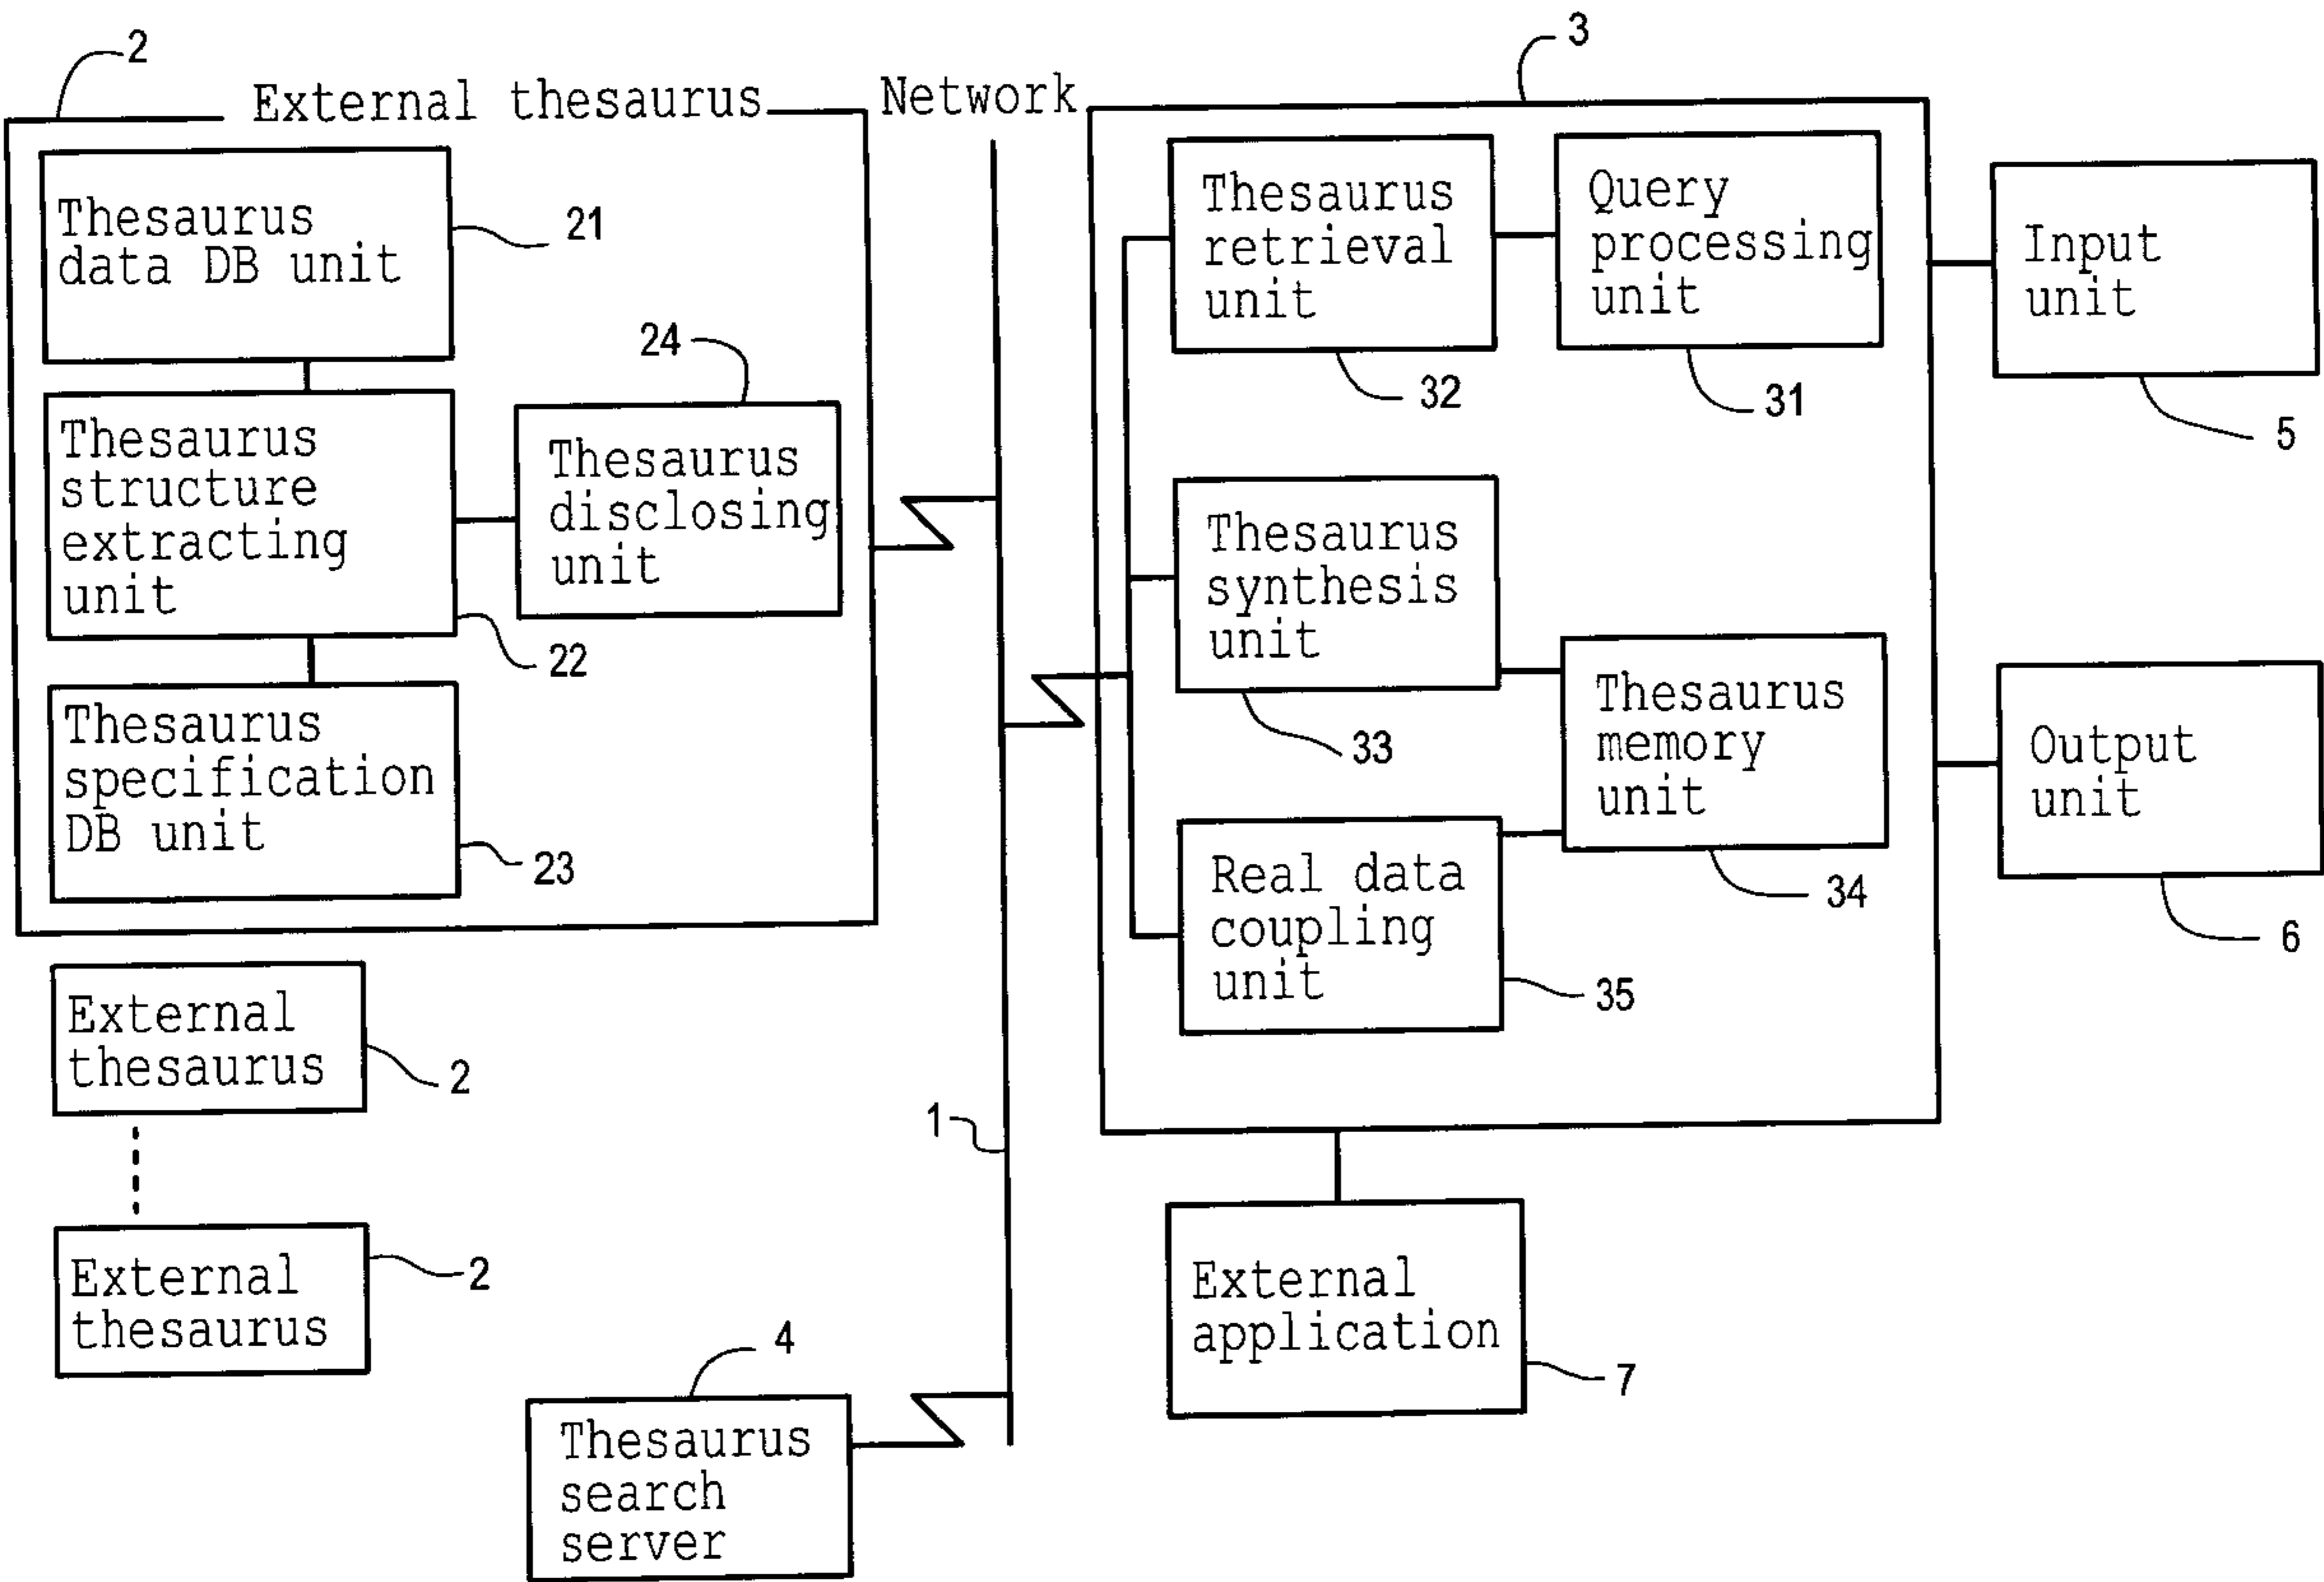 2
External thesaurus
Thesaurus
data DB unit
21
24
Thesaurus
structure
extracting
unit
22
Thesaurus
disclosing
unit
Thesaurus
specification
DB unit
23
External
thesaurus
2
External
thesaurus
2
Network
1
4
Thesaurus
search
server
3
Thesaurus
retrieval
unit
32
Query
processing
unit
31
Thesaurus
synthesis
unit
33
Thesaurus
memory
unit
34
Real data
coupling
unit
35
Input
unit
5
Output
unit
6
External
application
7